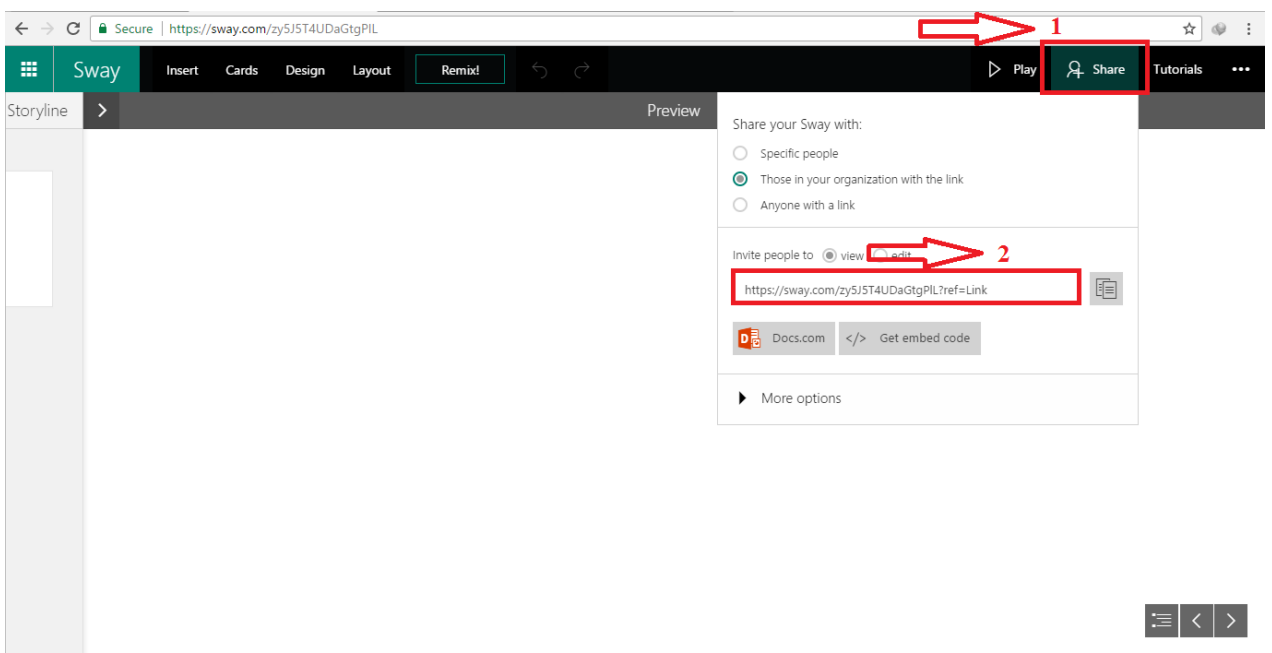 Secure | https://sway.com/zy5J5T4UDaGtgPlL
1
Sway Insert Cards Design Layout Remix! Play Share Tutorials
Storyline Preview
Share your Sway with:
Specific people
Those in your organization with the link
Anyone with a link
Invite people to view edit 2
https://sway.com/zy5J5T4UDaGtgPlL?ref=Link
Docs.com </> Get embed code
More options